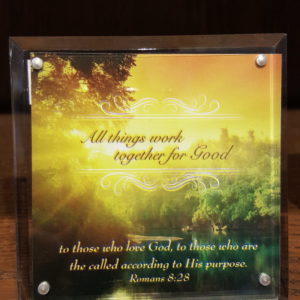 All things work
together for Good
to those who love God, to those who are
the called according to His purpose.
Romans 8:28